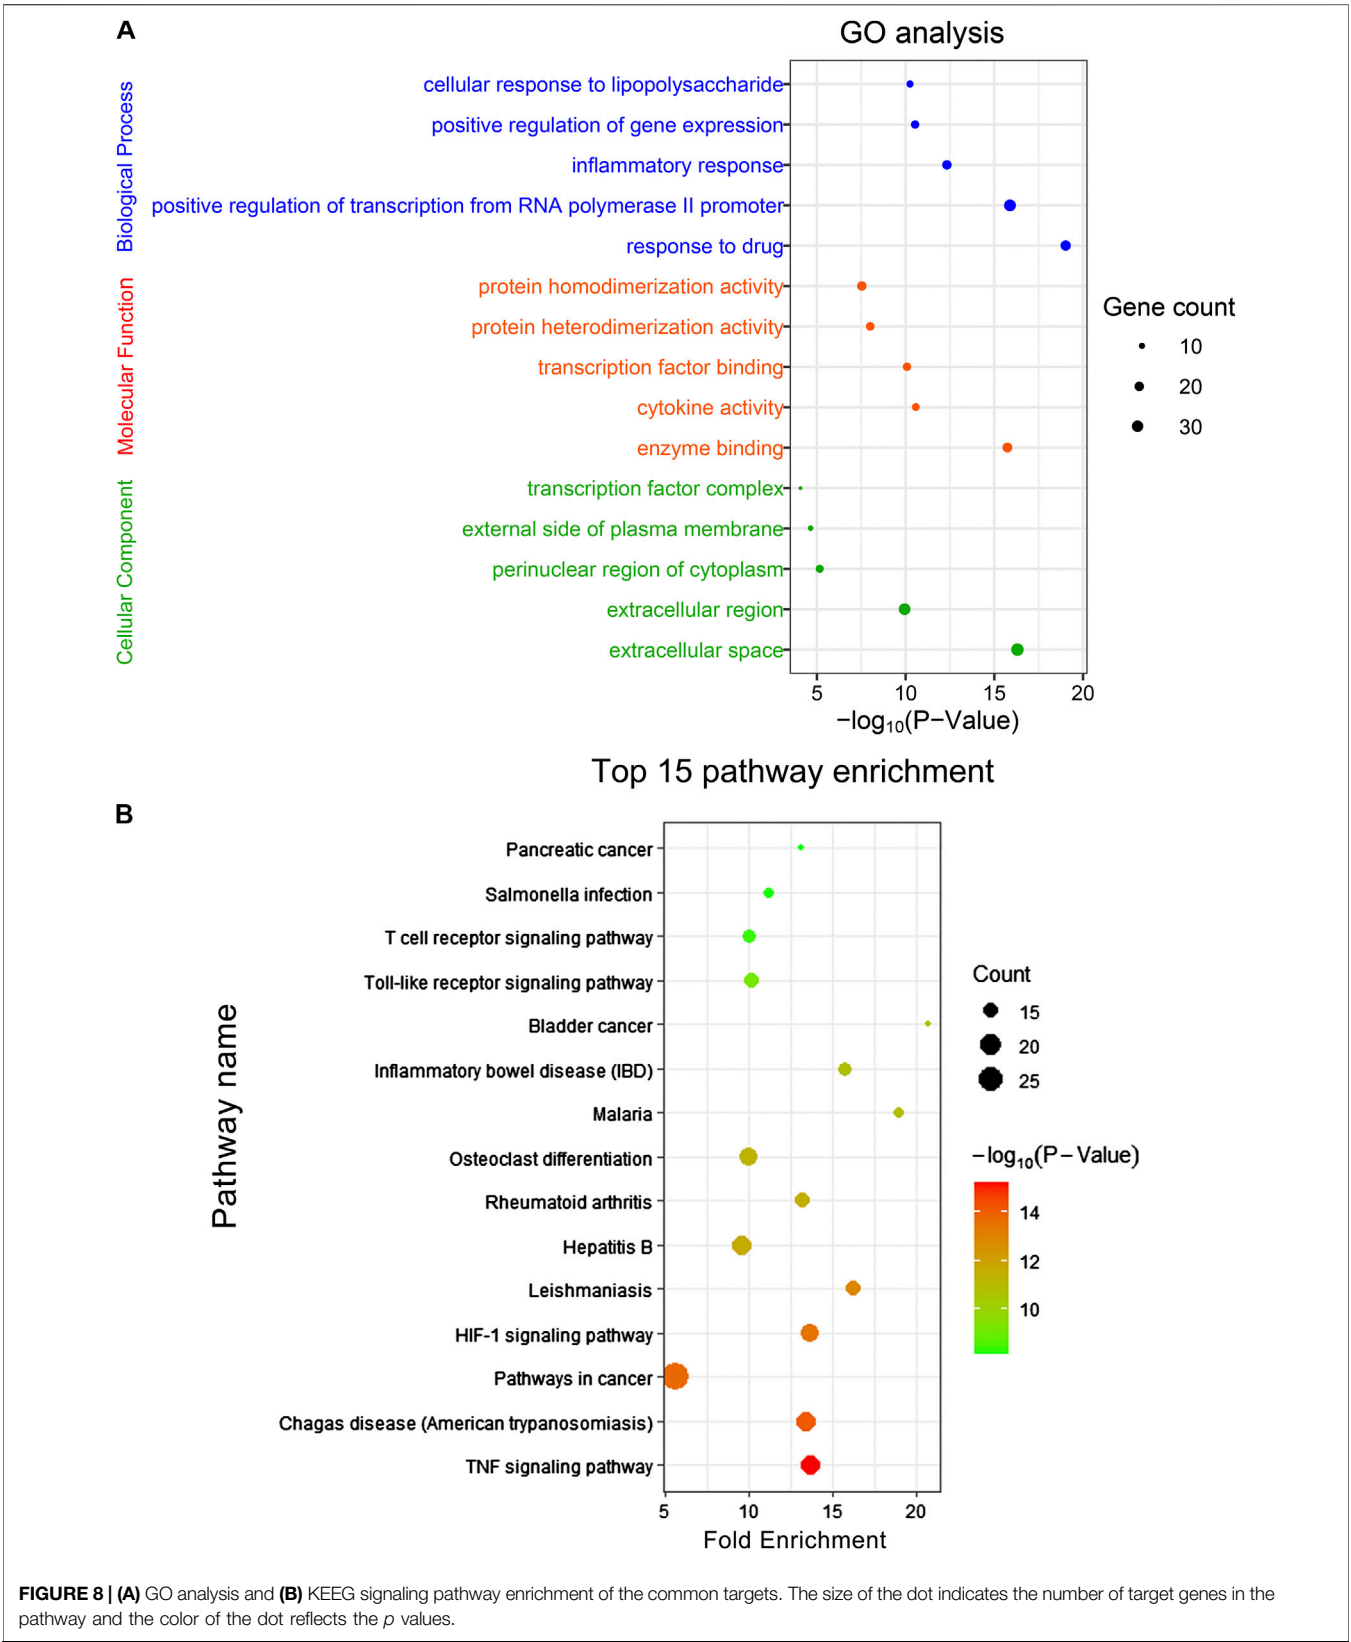 A
GO analysis
Biological Process
cellular response to lipopolysaccharide
positive regulation of gene expression
inflammatory response
positive regulation of transcription from RNA polymerase II promoter
response to drug
Molecular Function
protein homodimerization activity
protein heterodimerization activity
transcription factor binding
cytokine activity
enzyme binding
Cellular Component
transcription factor complex
external side of plasma membrane
perinuclear region of cytoplasm
extracellular region
extracellular space
5 10 15 20
−log10(P−Value)
Gene count
10
20
30
Top 15 pathway enrichment
B
Pathway name
Pancreatic cancer
Salmonella infection
T cell receptor signaling pathway
Toll-like receptor signaling pathway
Bladder cancer
Inflammatory bowel disease (IBD)
Malaria
Osteoclast differentiation
Rheumatoid arthritis
Hepatitis B
Leishmaniasis
HIF-1 signaling pathway
Pathways in cancer
Chagas disease (American trypanosomiasis)
TNF signaling pathway
5 10 15 20
Fold Enrichment
Count
15
20
25
−log10(P−Value)
14
12
10
FIGURE 8 | (A) GO analysis and (B) KEEG signaling pathway enrichment of the common targets. The size of the dot indicates the number of target genes in the
pathway and the color of the dot reflects the p values.